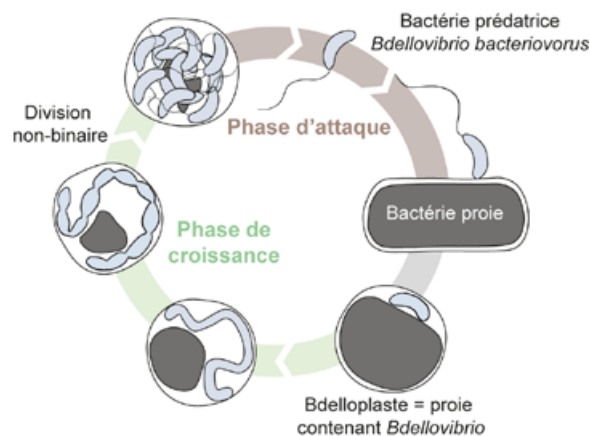 Bactérie prédatrice
Bdellovibrio bacteriovorus
Division
non-binaire
Phase d'attaque
Bactérie proie
Phase de
croissance
Bdelloplaste = proie
contenant Bdellovibrio